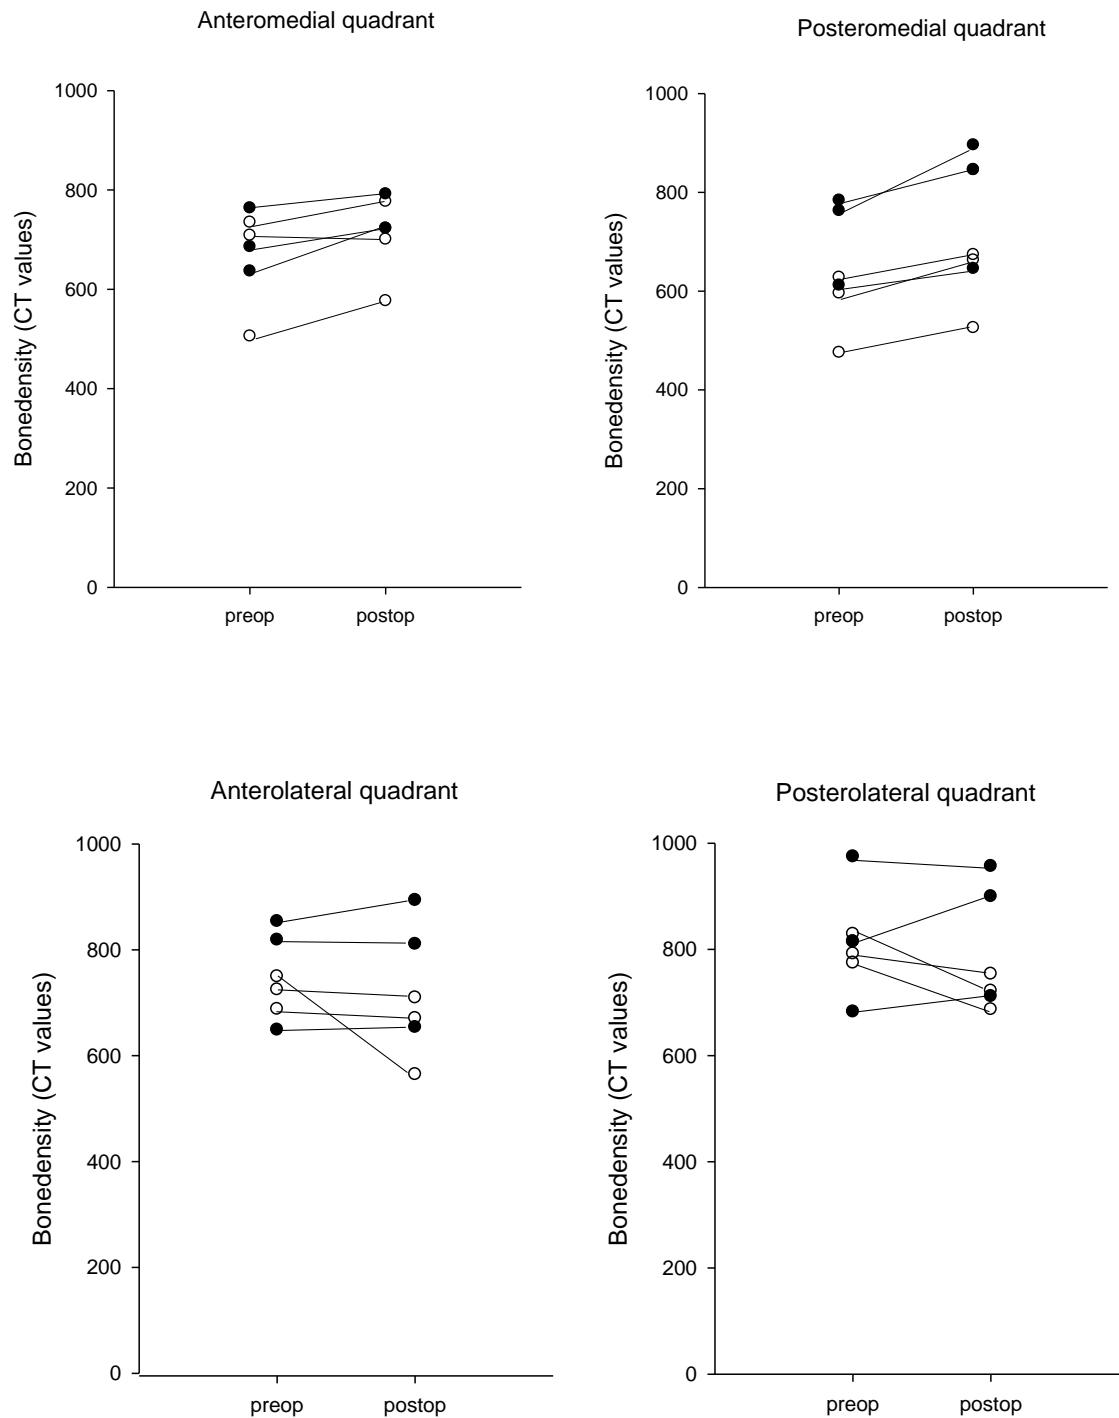 Anteromedial quadrant
1000
800
600
400
200
0
Bonedensity (CT values)
preop postop
Posteromedial quadrant
1000
800
600
400
200
0
Bonedensity (CT values)
preop postop
Anterolateral quadrant
1000
800
600
400
200
0
Bonedensity (CT values)
preop postop
Posterolateral quadrant
1000
800
600
400
200
0
Bonedensity (CT values)
preop postop